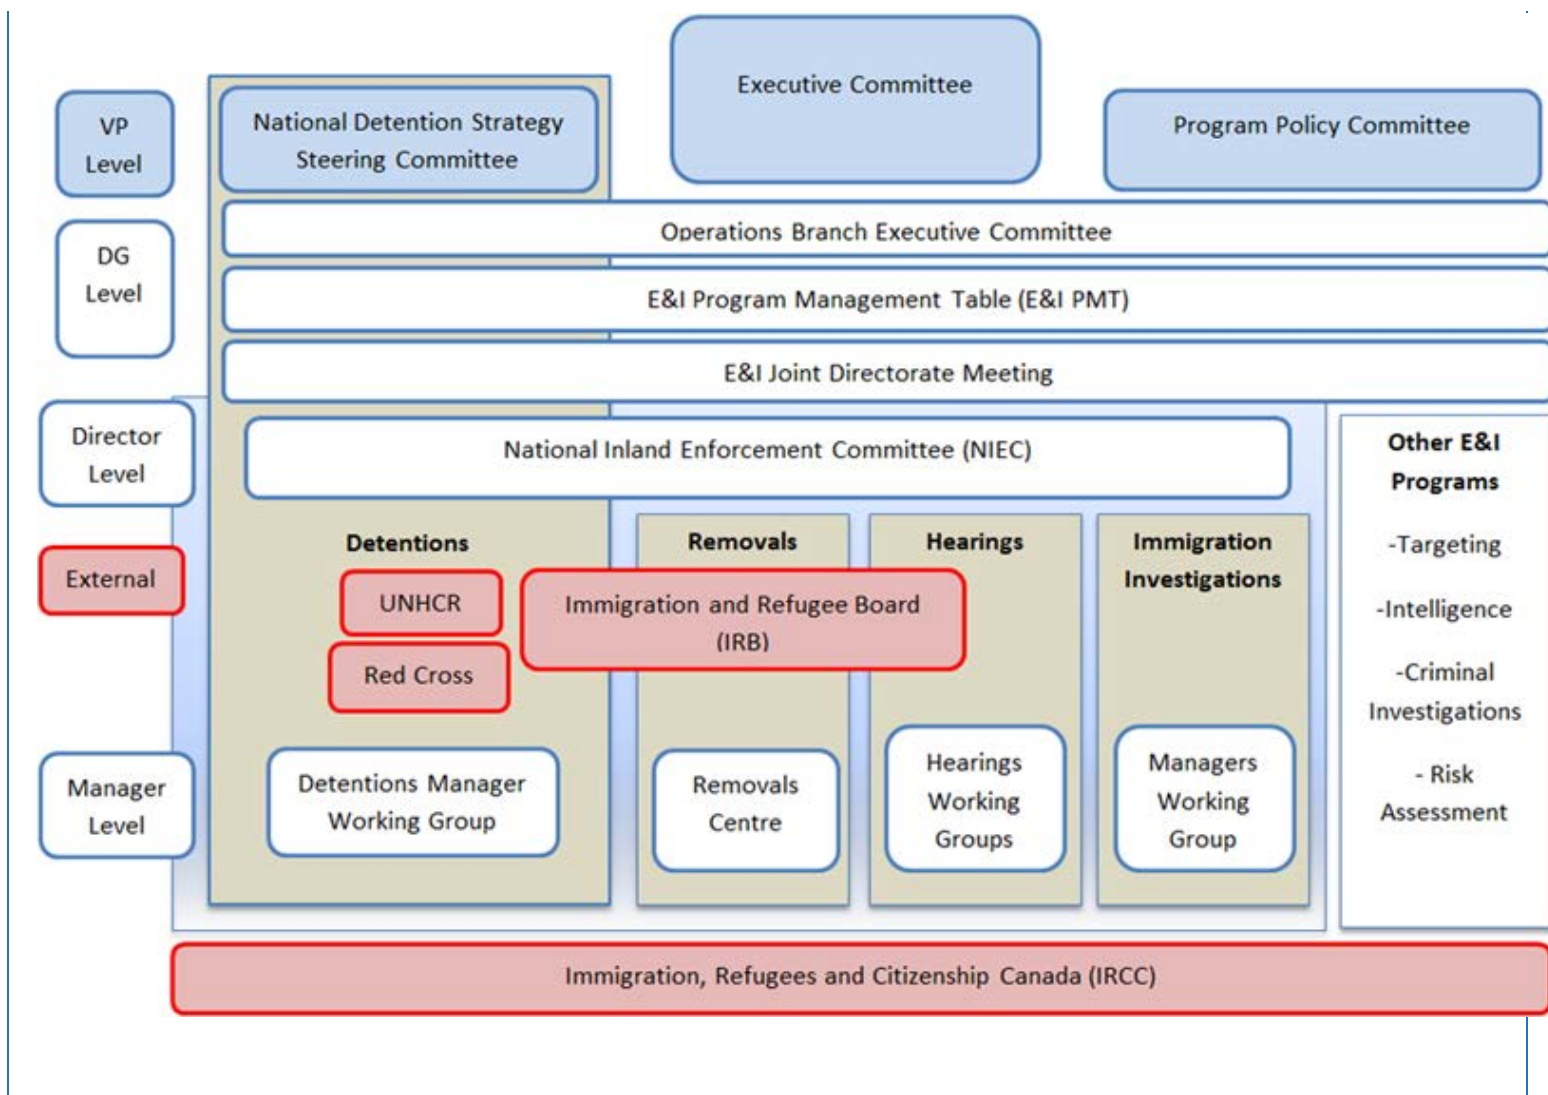 Executive Committee
VP
Level
National Detention Strategy
Steering Committee
Program Policy Committee
DG
Level
Operations Branch Executive Committee
E&I Program Management Table (E&I PMT)
E&I Joint Directorate Meeting
Director
Level
National Inland Enforcement Committee (NIEC)
Other E&I
Programs
-Targeting
-Intelligence
-Criminal
Investigations
- Risk
Assessment
External
Detentions
UNHCR
Red Cross
Removals
Hearings
Immigration
Investigations
Immigration and Refugee Board
(IRB)
Manager
Level
Detentions Manager
Working Group
Removals
Centre
Hearings
Working
Groups
Managers
Working
Group
Immigration, Refugees and Citizenship Canada (IRCC)